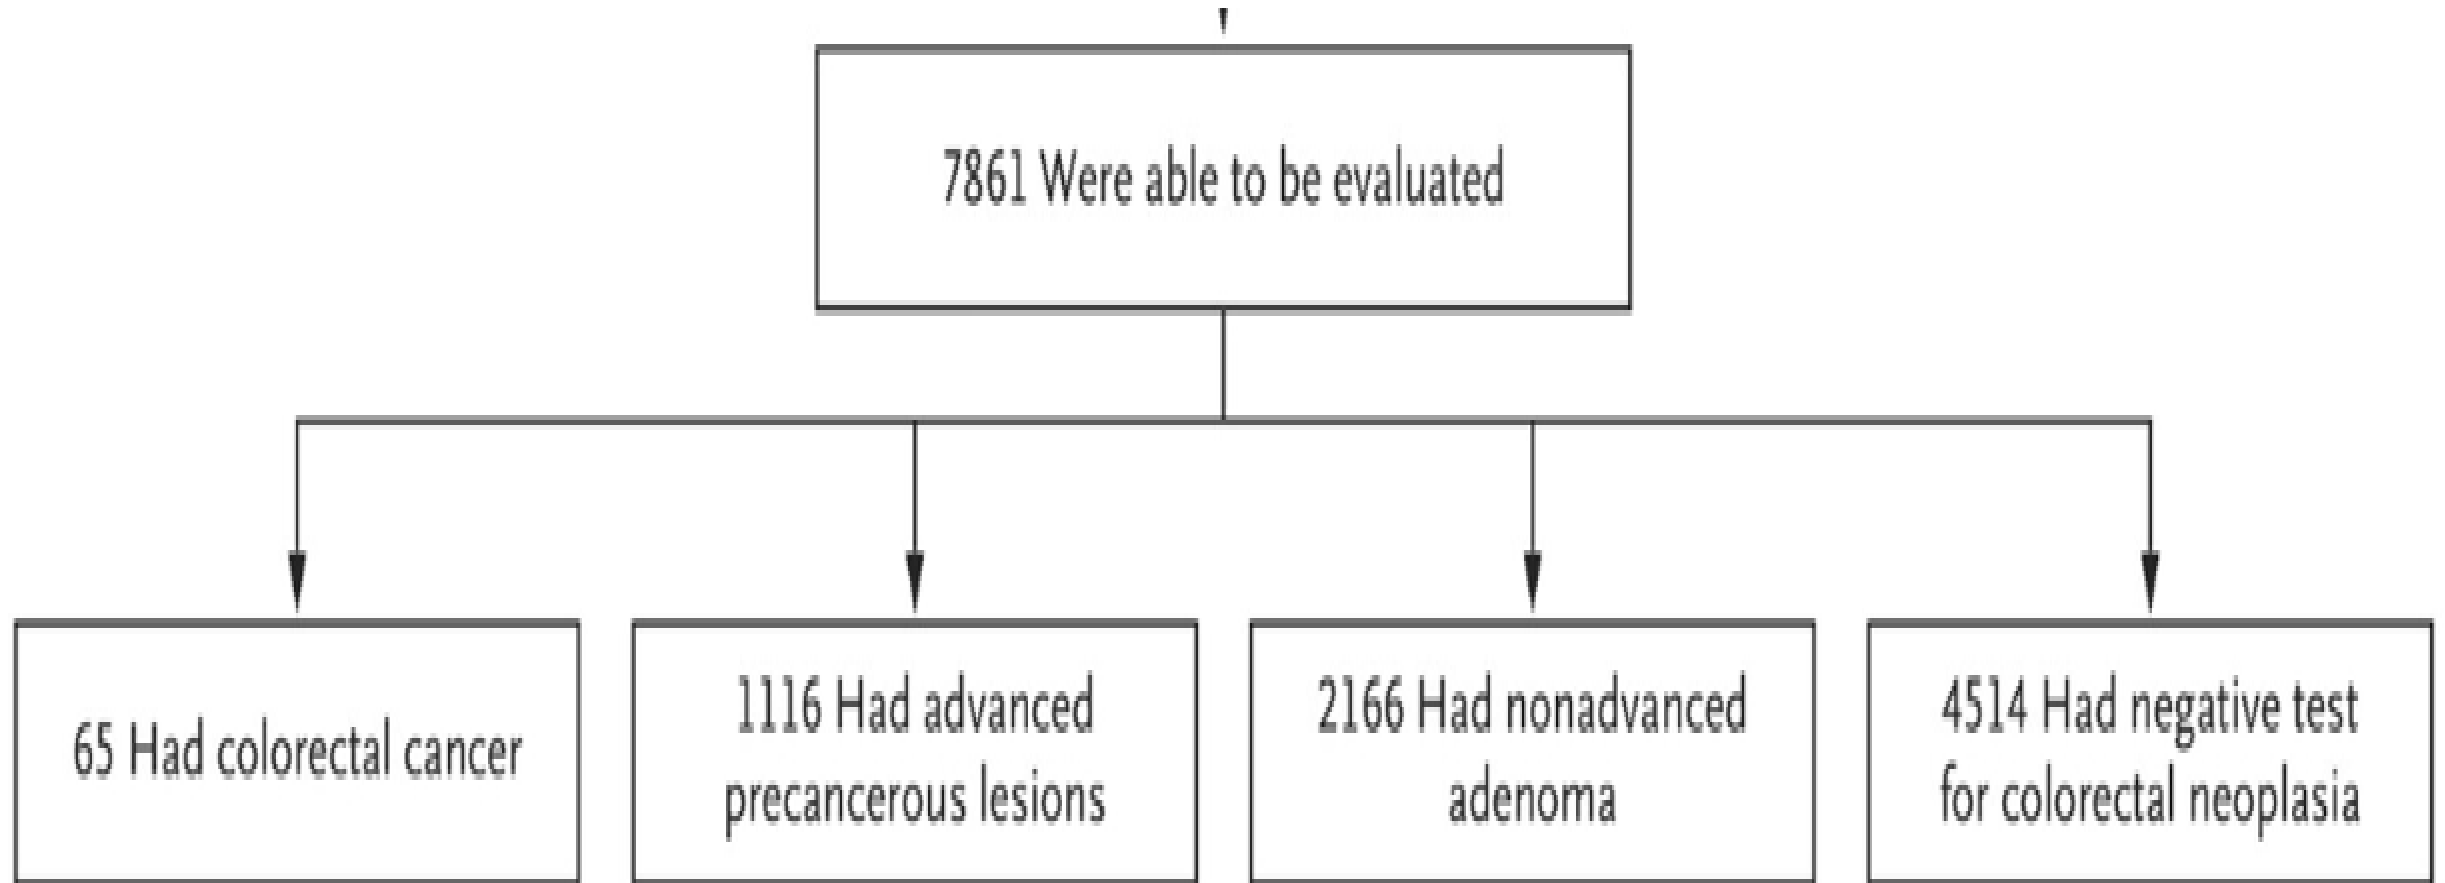 7861 Were able to be evaluated
65 Had colorectal cancer
1116 Had advanced
precancerous lesions
2166 Had nonadvanced
adenoma
4514 Had negative test
for colorectal neoplasia